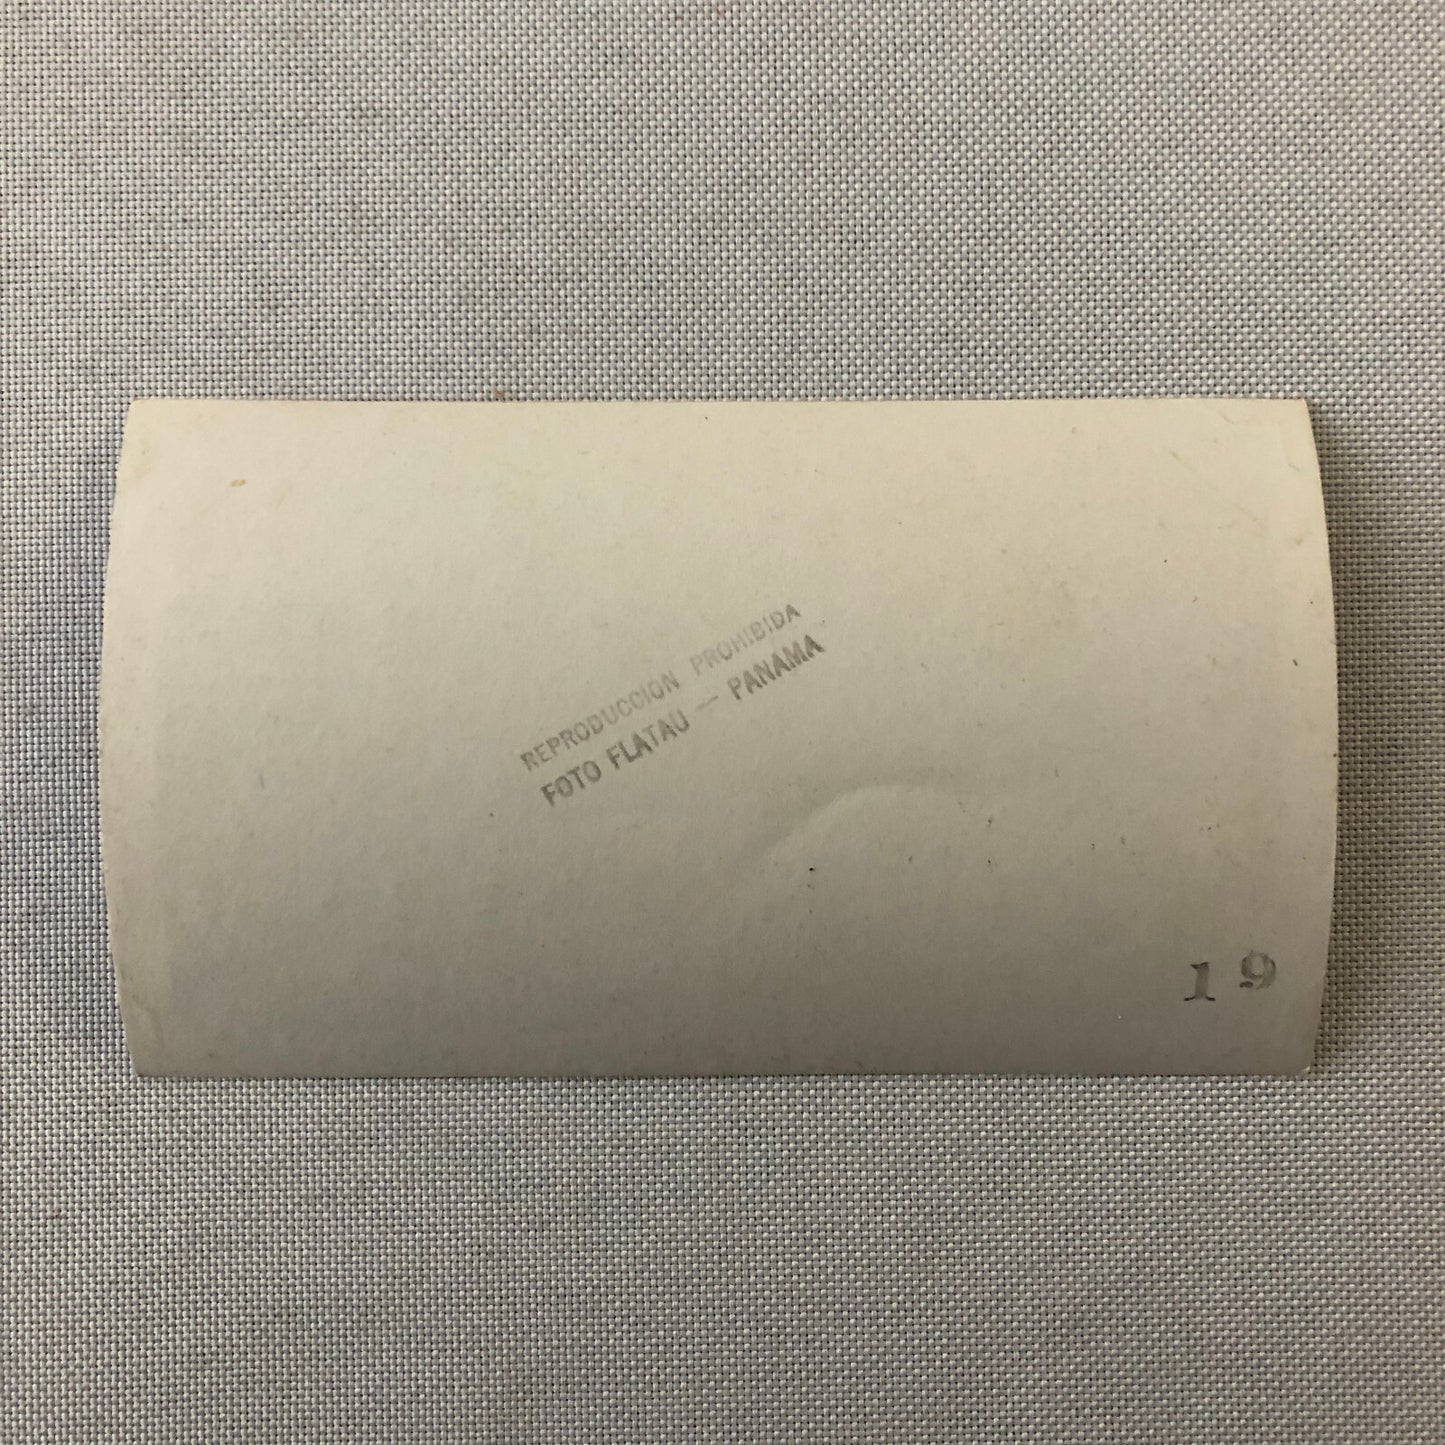 REPRODUCCION PROHIBIDA
FOTO FLATAU — PANAMA
19